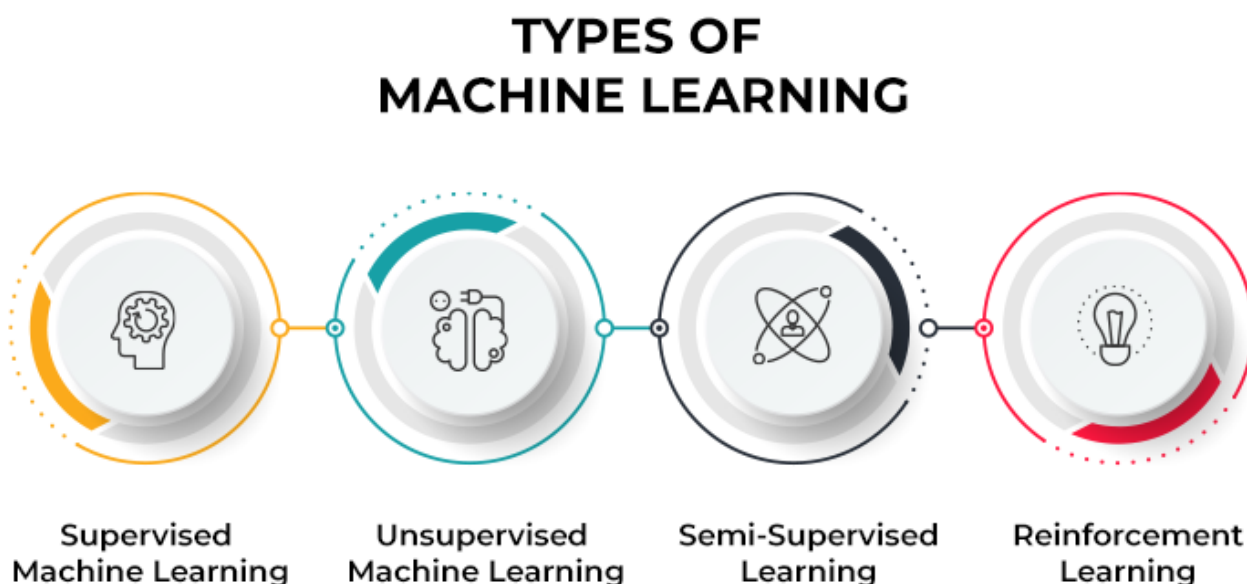 TYPES OF
MACHINE LEARNING
Supervised
Machine Learning
Unsupervised
Machine Learning
Semi-Supervised
Learning
Reinforcement
Learning